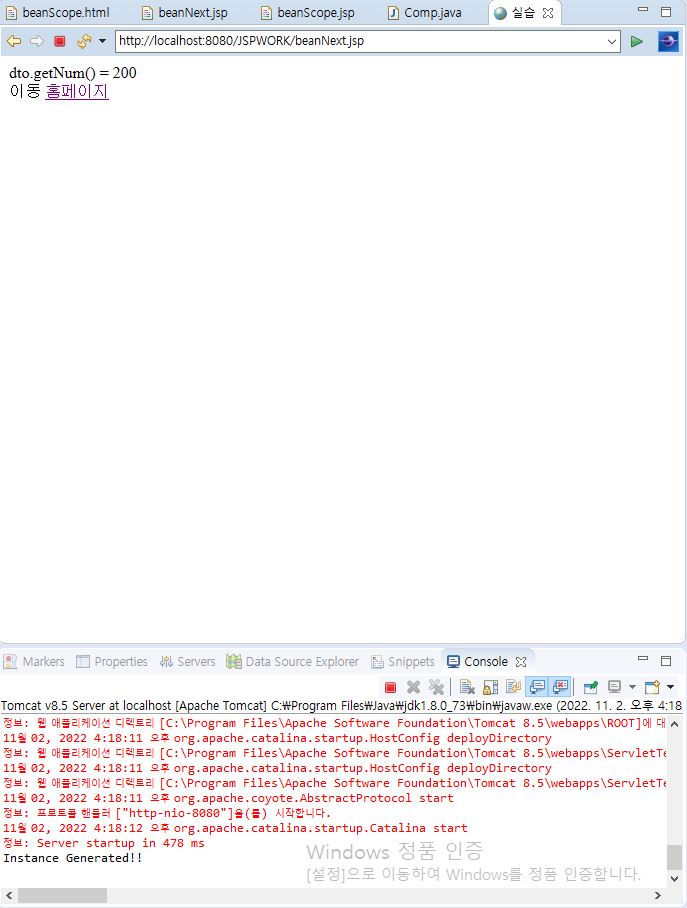 beanScope.html beanNext.jsp beanScope.jsp Comp.java 실습
http://localhost:8080/JSPWORK/beanNext.jsp
dto.getNum() = 200
이동 홈페이지
Markers Properties Servers Data Source Explorer Snippets Console
Tomcat v8.5 Server at localhost [Apache Tomcat] C:₩Program Files₩Java₩jdk1.8.0_73₩bin₩javaw.exe (2022. 11. 2. 오후 4:18
정보: 웹 애플리케이션 디렉토리 [C:\Program Files\Apache Software Foundation\Tomcat 8.5\webapps\ROOT]에 대
11월 02, 2022 4:18:11 오후 org.apache.catalina.startup.HostConfig deployDirectory
정보: 웹 애플리케이션 디렉토리 [C:\Program Files\Apache Software Foundation\Tomcat 8.5\webapps\ServletTe
11월 02, 2022 4:18:11 오후 org.apache.catalina.startup.HostConfig deployDirectory
정보: 웹 애플리케이션 디렉토리 [C:\Program Files\Apache Software Foundation\Tomcat 8.5\webapps\ServletTe
11월 02, 2022 4:18:11 오후 org.apache.coyote.AbstractProtocol start
정보: 프로토콜 핸들러 ["http-nio-8080"]을(를) 시작합니다.
11월 02, 2022 4:18:12 오후 org.apache.catalina.startup.Catalina start
정보: Server startup in 478 ms
Instance Generated!!
Windows 정품 인증
[설정]으로 이동하여 Windows를 정품 인증합니다.